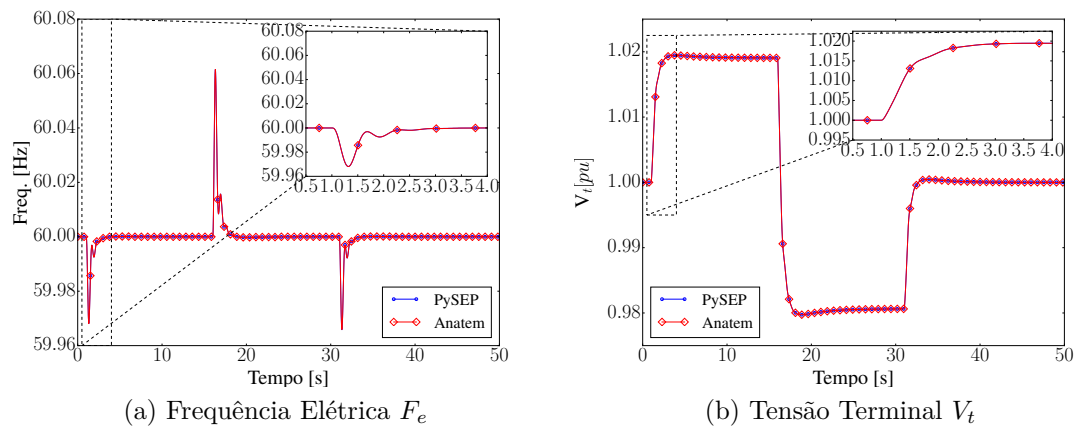 60.08
60.06
60.04
60.02
60.00
59.98
59.96
Freq. [Hz]
60.08
60.06
60.04
60.02
60.00
59.98
59.96
0.5 1.0 1.5 2.0 2.5 3.0 3.5 4.0
PySEP
Anatem
0 10 20 30 40 50
Tempo [s]
(a) Frequência Elétrica Fe
1.02
1.01
1.00
0.99
0.98
Vt[pu]
1.020
1.015
1.010
1.005
1.000
0.995
0.5 1.0 1.5 2.0 2.5 3.0 3.5 4.0
PySEP
Anatem
0 10 20 30 40 50
Tempo [s]
(b) Tensão Terminal Vt